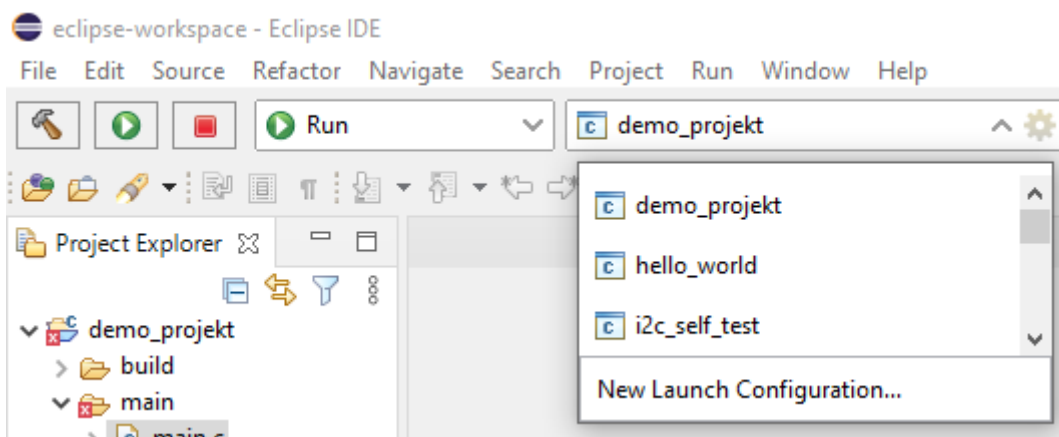 eclipse-workspace - Eclipse IDE
File Edit Source Refactor Navigate Search Project Run Window Help
Run
demo_projekt
demo_projekt
hello_world
i2c_self_test
New Launch Configuration...
Project Explorer
demo_projekt
build
main
main.c